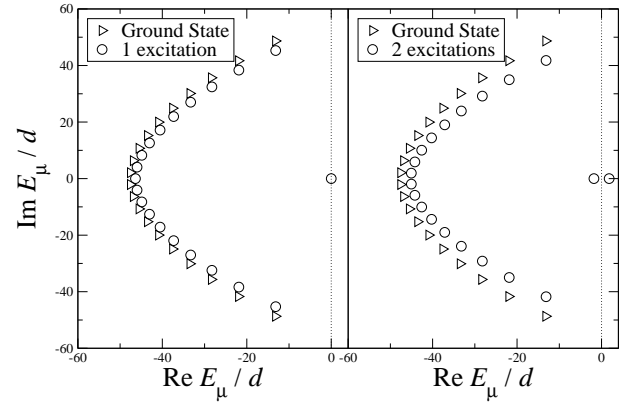 Ground State
1 excitation
Ground State
2 excitations
60
40
20
0
-20
-40
-60
Im E_μ / d
-60 -40 -20 0 -60 -40 -20 0
Re E_μ / d Re E_μ / d